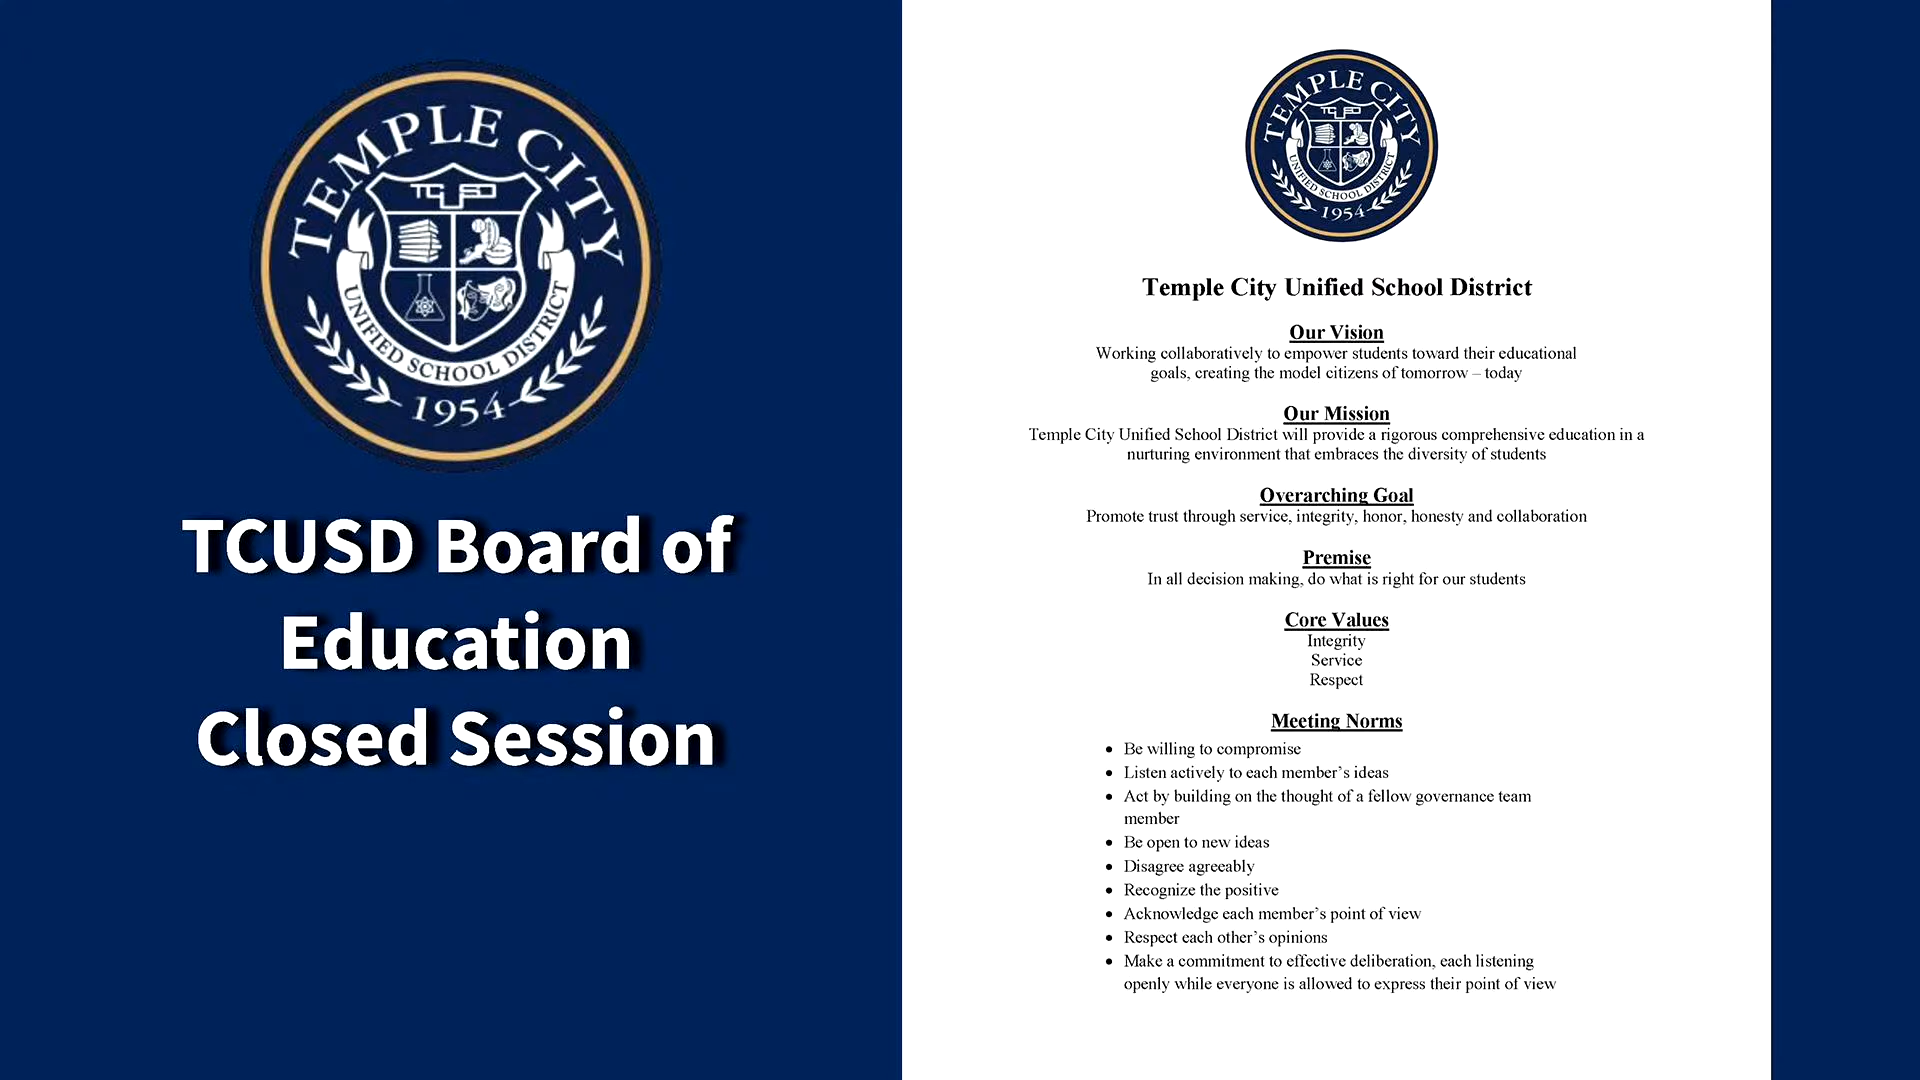 TEMPLE CITY
TCUSD
UNIFIED SCHOOL DISTRICT
1954
TCUSD Board of
Education
Closed Session
TEMPLE CITY
TCUSD
UNIFIED SCHOOL DISTRICT
1954
Temple City Unified School District
Our Vision
Working collaboratively to empower students toward their educational
goals, creating the model citizens of tomorrow – today
Our Mission
Temple City Unified School District will provide a rigorous comprehensive education in a
nurturing environment that embraces the diversity of students
Overarching Goal
Promote trust through service, integrity, honor, honesty and collaboration
Premise
In all decision making, do what is right for our students
Core Values
Integrity
Service
Respect
Meeting Norms
• Be willing to compromise
• Listen actively to each member’s ideas
• Act by building on the thought of a fellow governance team
member
• Be open to new ideas
• Disagree agreeably
• Recognize the positive
• Acknowledge each member’s point of view
• Respect each other’s opinions
• Make a commitment to effective deliberation, each listening
openly while everyone is allowed to express their point of view